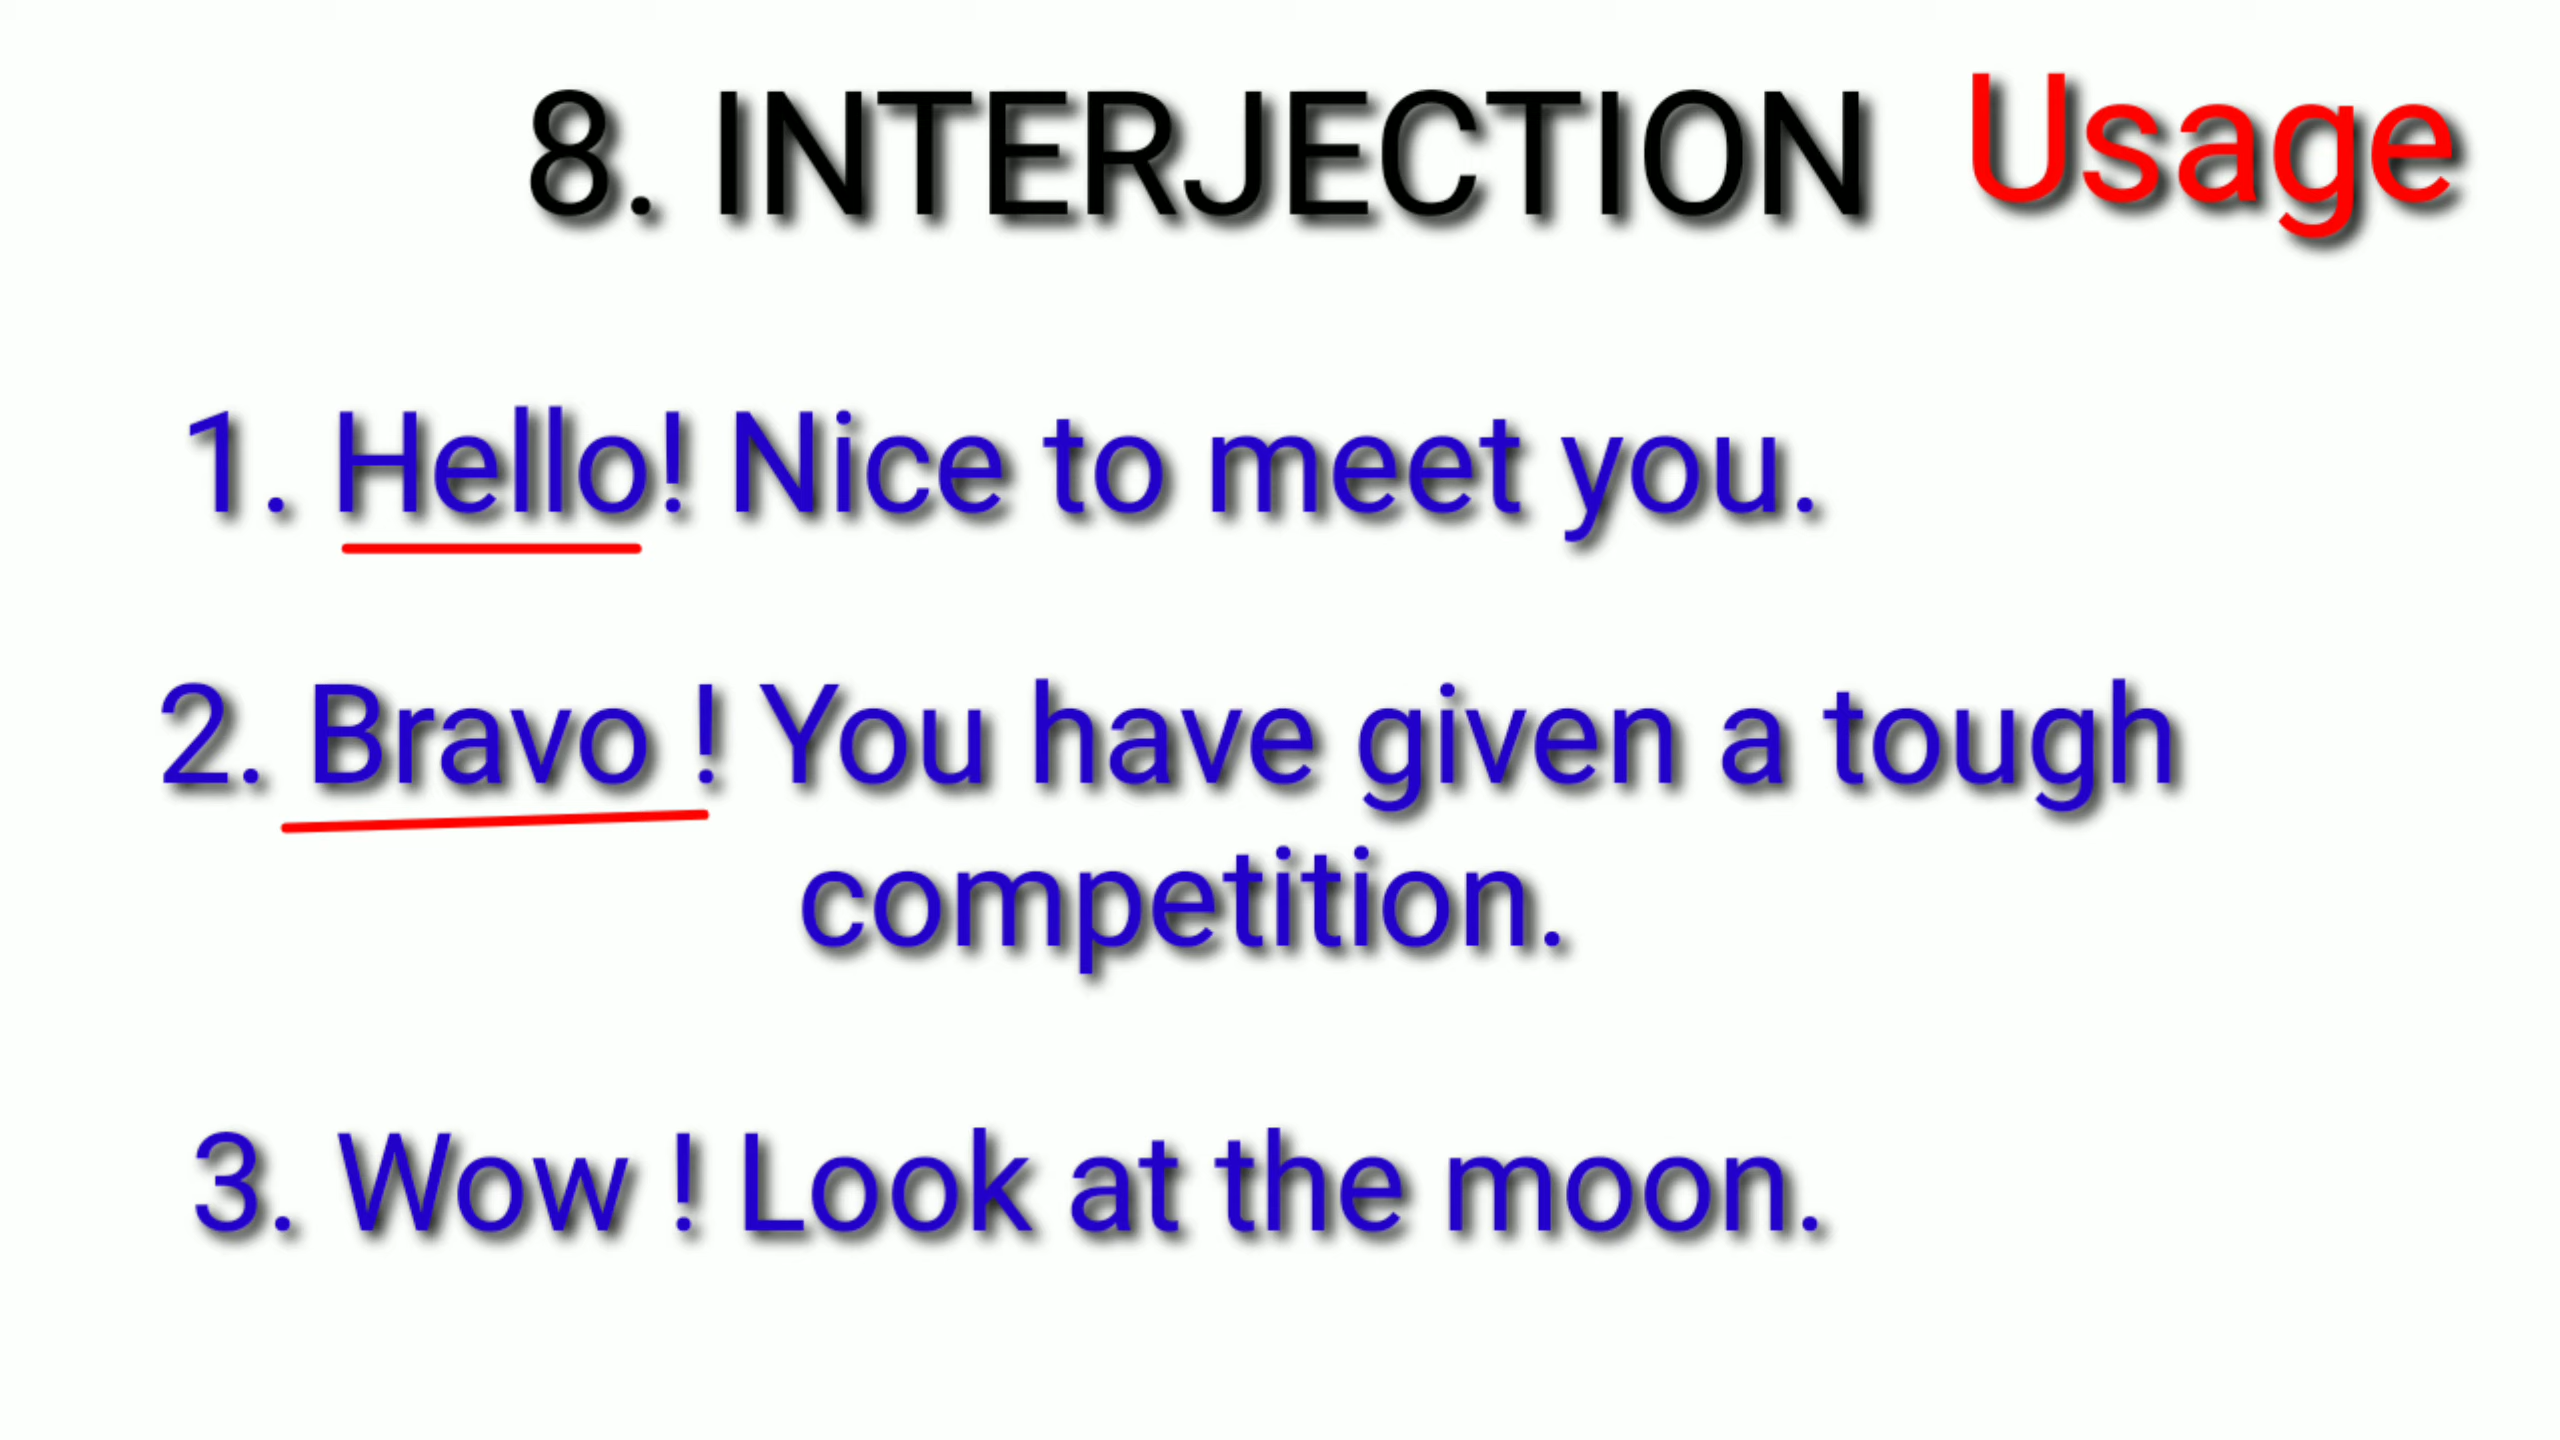 8. INTERJECTION Usage
1. Hello! Nice to meet you.
2. Bravo ! You have given a tough
competition.
3. Wow ! Look at the moon.